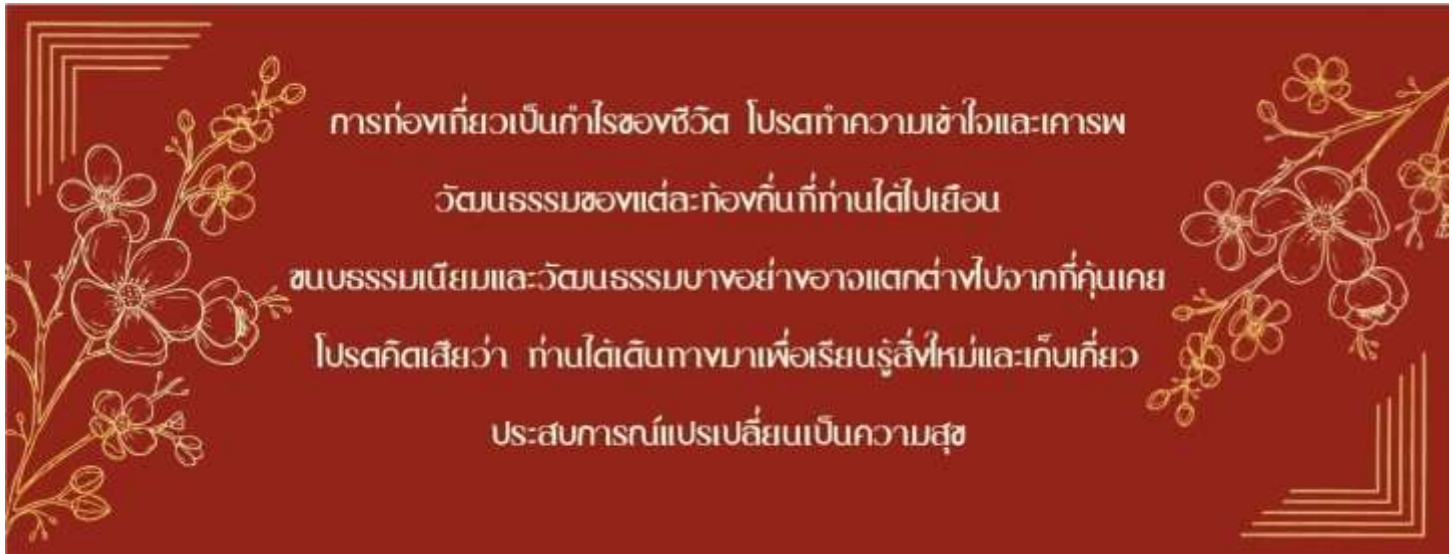 การท่องเที่ยวเป็นกำไรของชีวิต โปรดทำความเข้าใจและเคารพ
วัฒนธรรมของแต่ละท้องถิ่นที่ท่านได้ไปเยือน
ขนบธรรมเนียมและวัฒนธรรมบางอย่างอาจแตกต่างไปจากที่คุ้นเคย
โปรดคิดเสียว่า ท่านได้เดินทางมาเพื่อเรียนรู้สิ่งใหม่และเก็บเกี่ยว
ประสบการณ์แปรเปลี่ยนเป็นความสุข